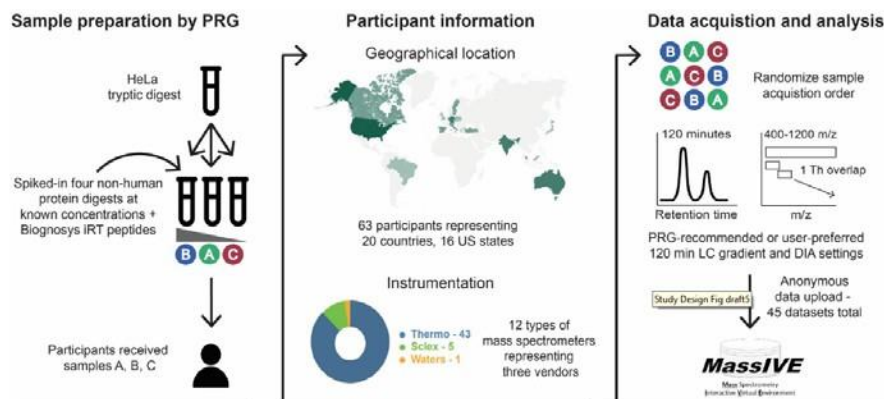 Sample preparation by PRG
HeLa
tryptic digest
Spiked-in four non-human
protein digests at
known concentrations +
Biognosys iRT peptides
B A C
Participants received
samples A, B, C
Participant information
Geographical location
63 participants representing
20 countries, 16 US states
Instrumentation
Thermo - 43
Sciex - 5
Waters - 1
12 types of
mass spectrometers
representing
three vendors
Data acquistion and analysis
B A C
A C B
C B A
Randomize sample
acquistion order
120 minutes
Retention time
400-1200 m/z
1 Th overlap
m/z
PRG-recommended or user-preferred
120 min LC gradient and DIA settings
Study Design Fig draft5
Anonymous
data upload -
45 datasets total
MassIVE
Mass Spectrometry
Interactive Virtual Environment